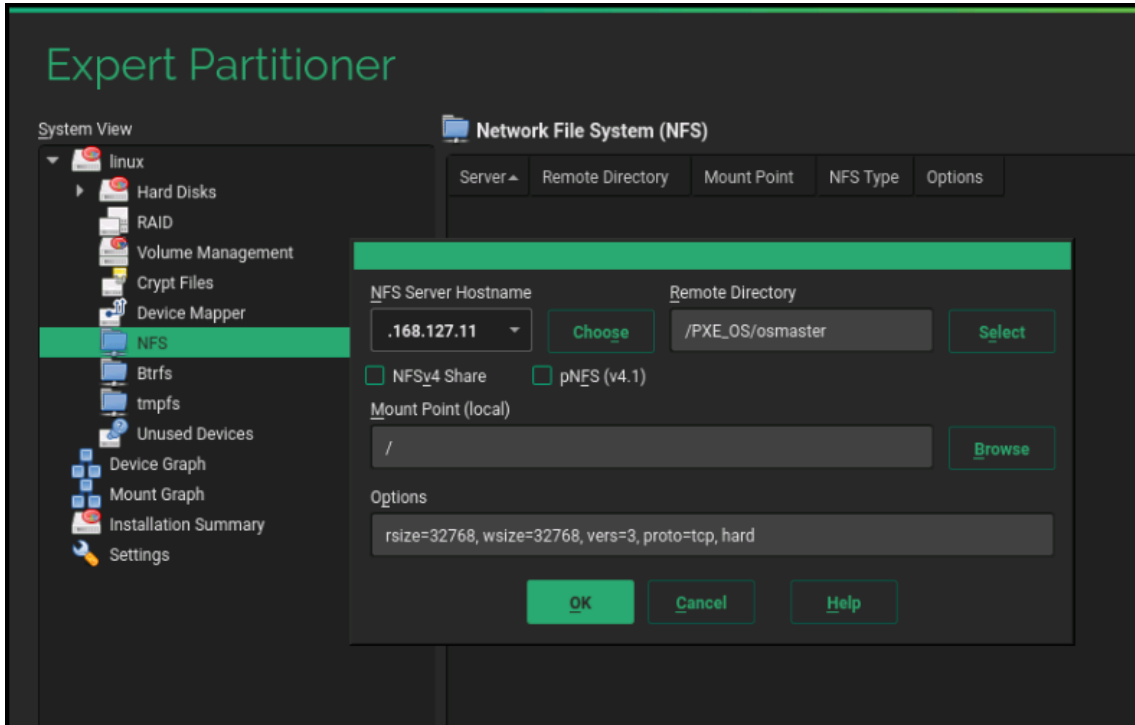 Expert Partitioner
System View
linux
Hard Disks
RAID
Volume Management
Crypt Files
Device Mapper
NFS
Btrfs
tmpfs
Unused Devices
Device Graph
Mount Graph
Installation Summary
Settings
Network File System (NFS)
Server Remote Directory Mount Point NFS Type Options
NFS Server Hostname Remote Directory
.168.127.11 Choose /PXE_OS/osmaster Select
NFSv4 Share pNFS (v4.1)
Mount Point (local)
/ Browse
Options
rsize=32768, wsize=32768, vers=3, proto=tcp, hard
OK Cancel Help